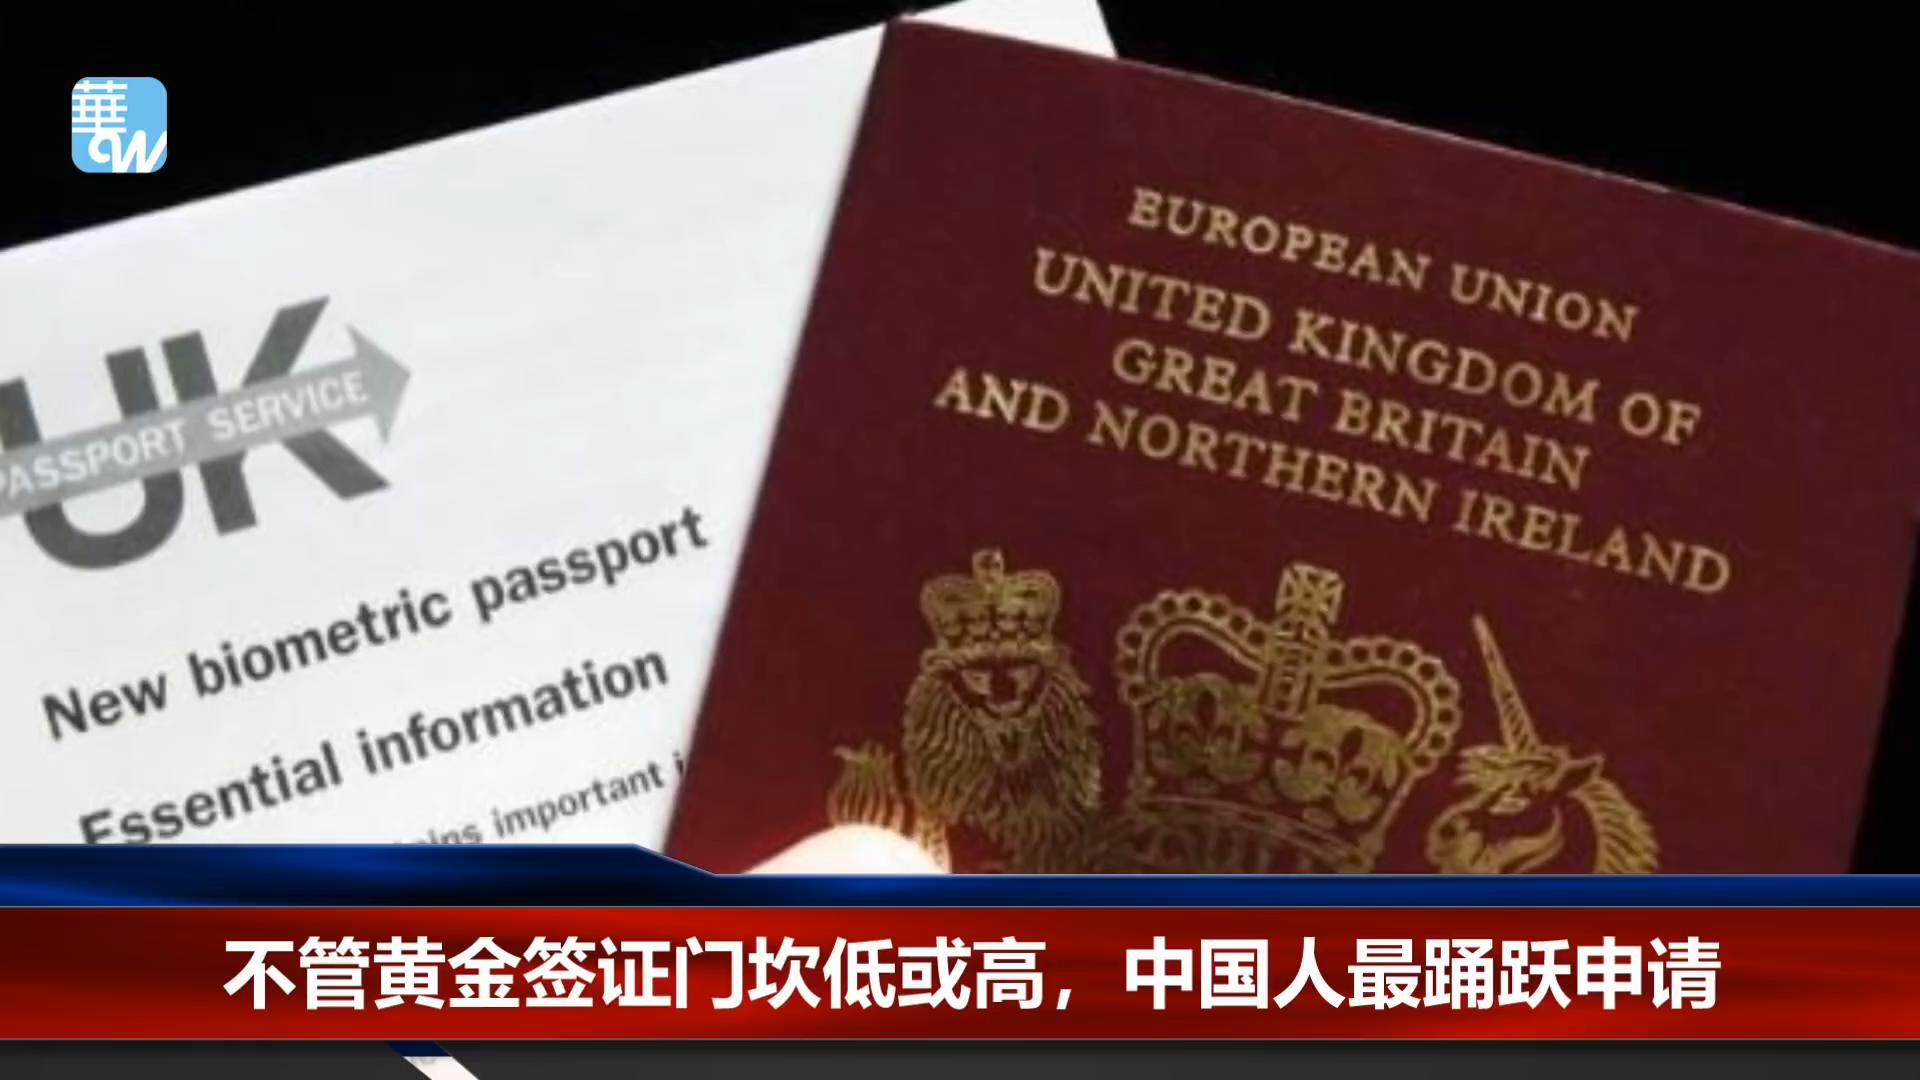 華
W
UK
PASSPORT SERVICE
New biometric passport
Essential information
important
EUROPEAN UNION
UNITED KINGDOM OF
GREAT BRITAIN
AND NORTHERN IRELAND
不管黄金签证门坎低或高，中国人最踊跃申请